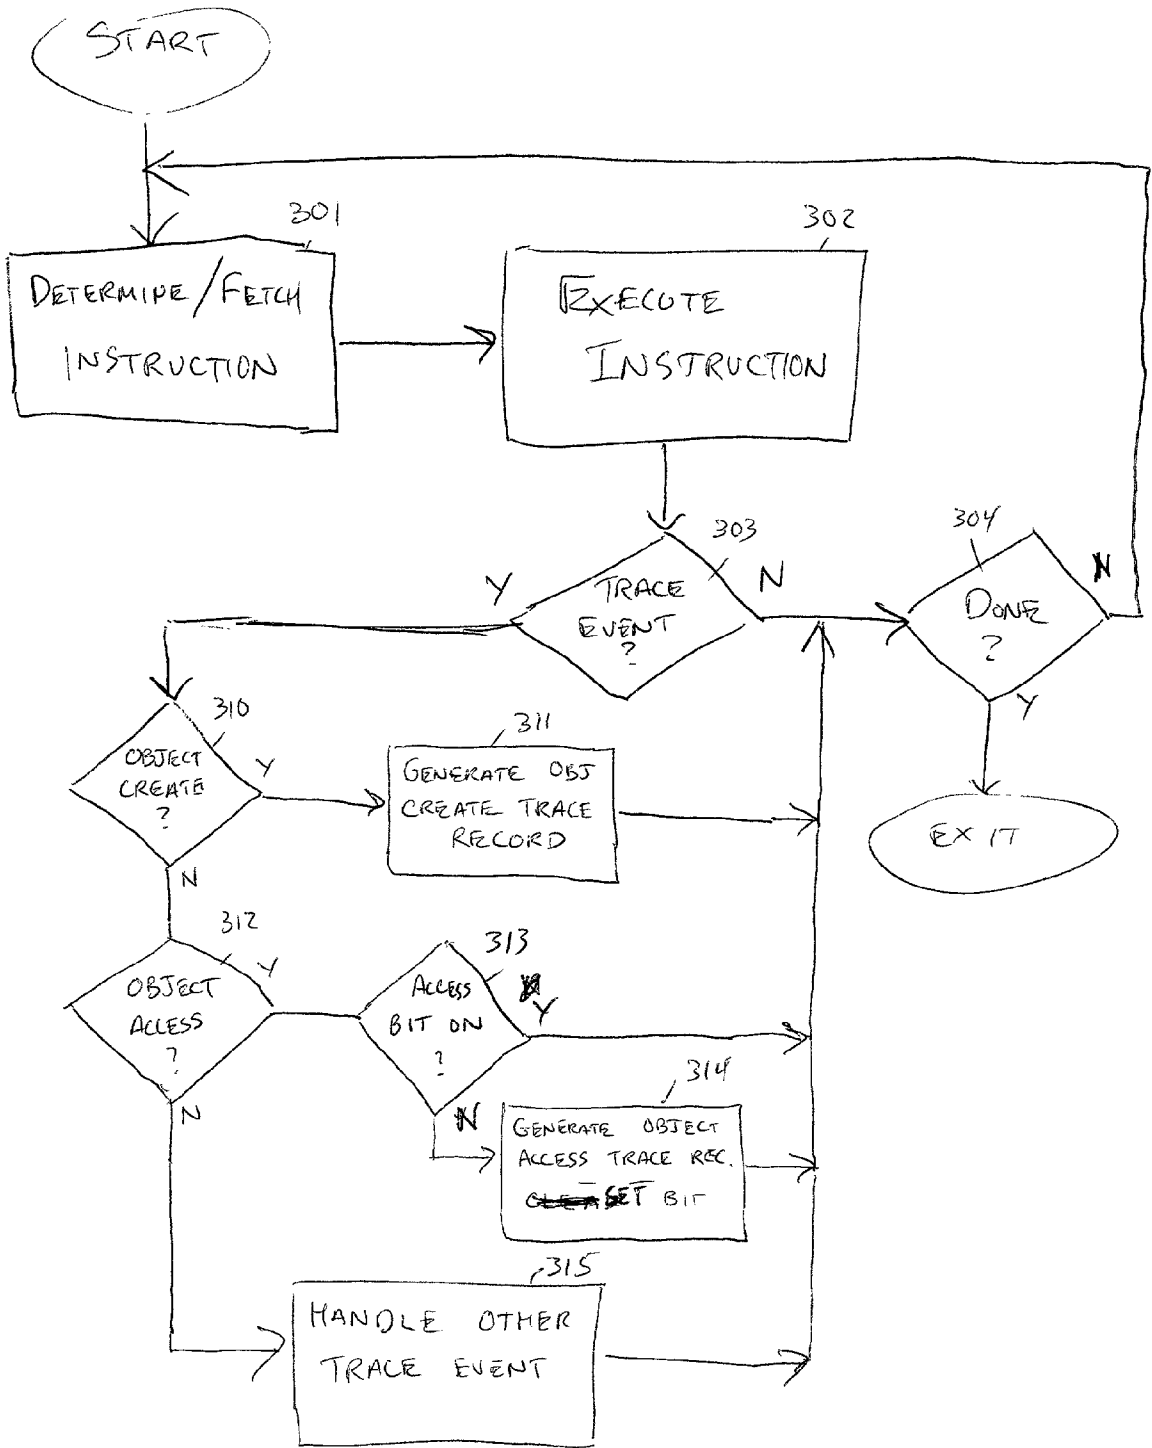 START
301
302
DETERMINE/FETCH
INSTRUCTION
EXECUTE
INSTRUCTION
303
304
Y
TRACE
EVENT
?
N
DONE
?
N
Y
310
OBJECT
CREATE
?
Y
N
311
GENERATE OBJ
CREATE TRACE
RECORD
EXIT
312
OBJECT
ACCESS
?
Y
N
313
ACCESS
BIT ON
?
Y
N
314
GENERATE OBJECT
ACCESS TRACE REC.
SET BIT
315
HANDLE OTHER
TRACE EVENT